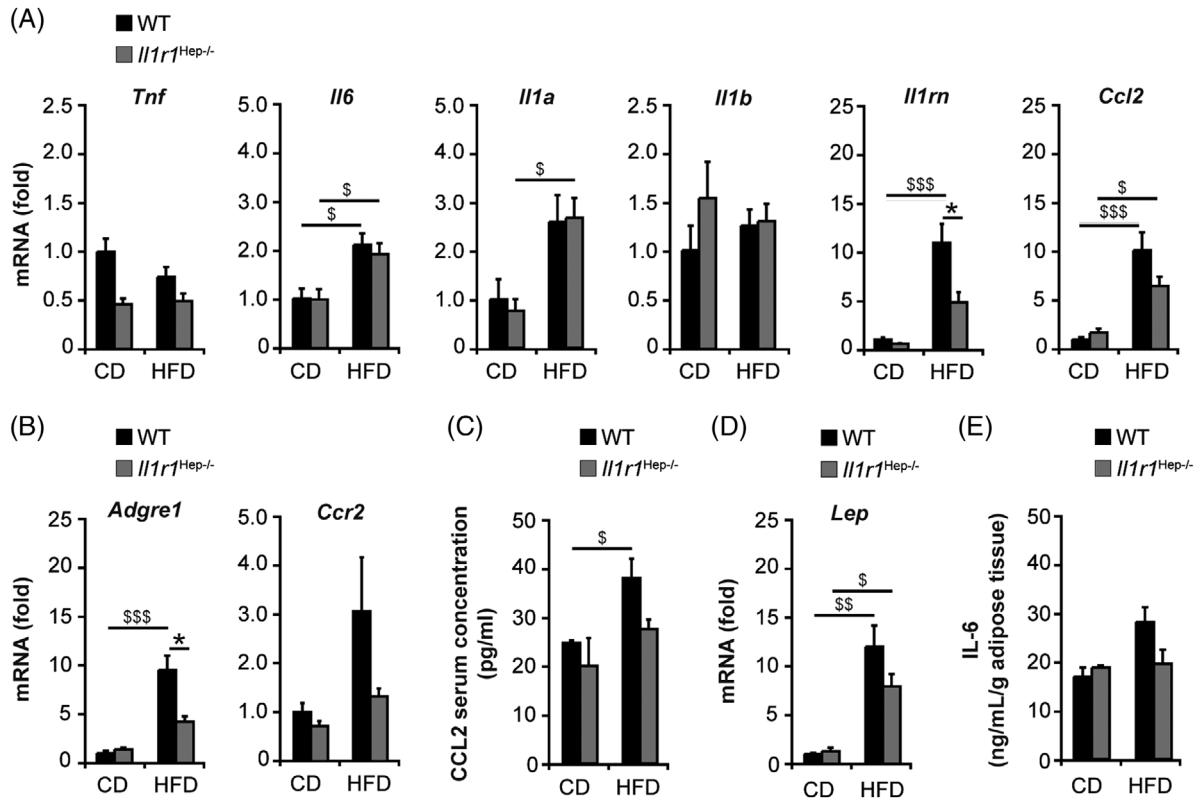 (A)
WT
Il1r1Hep-/-
Tnf
Il6
Il1a
Il1b
Il1rn
Ccl2
mRNA (fold)
2.5
2.0
1.5
1.0
0.5
0
CD HFD
5.0
4.0
3.0
2.0
1.0
0
$
$
CD HFD
5.0
4.0
3.0
2.0
1.0
0
$
CD HFD
2.5
2.0
1.5
1.0
0.5
0
CD HFD
25
20
15
10
5
0
$$$
*
CD HFD
25
20
15
10
5
0
$
$$$
CD HFD
(B)
WT
Il1r1Hep-/-
Adgre1
mRNA (fold)
25
20
15
10
5
0
$$$
*
CD HFD
Ccr2
5.0
4.0
3.0
2.0
1.0
0
CD HFD
(C)
WT
Il1r1Hep-/-
CCL2 serum concentration
(pg/ml)
50
40
30
20
10
0
$
CD HFD
(D)
WT
Il1r1Hep-/-
Lep
mRNA (fold)
25
20
15
10
5
0
$
$$
CD HFD
(E)
WT
Il1r1Hep-/-
IL-6
(ng/mL/g adipose tissue)
50
40
30
20
10
0
CD HFD